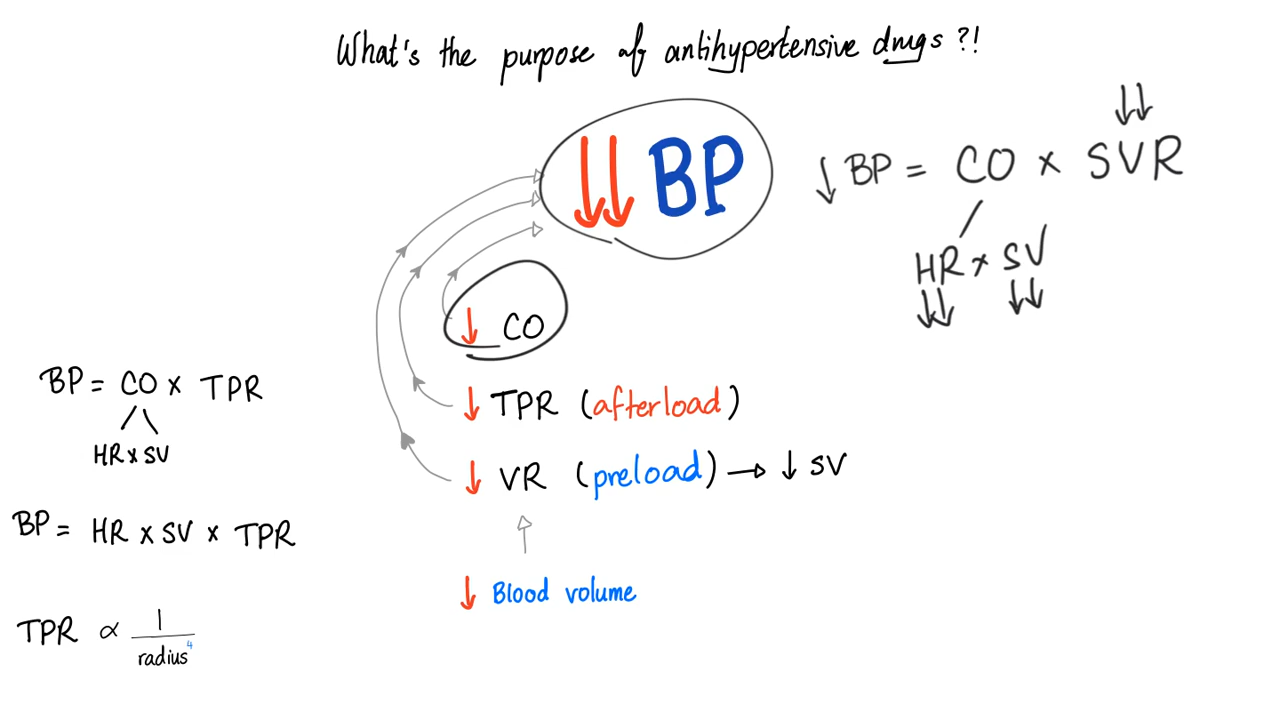 What's the purpose of antihypertensive drugs ?!
↓↓ BP
↓↓
↓ BP = CO x SVR
HR x SV
↓↓ ↓↓
↓ CO
↓ TPR (afterload)
↓ VR (preload) → ↓ SV
↓ Blood volume
BP = CO x TPR
HR x SV
BP = HR x SV x TPR
TPR ∝ 1
radius⁴